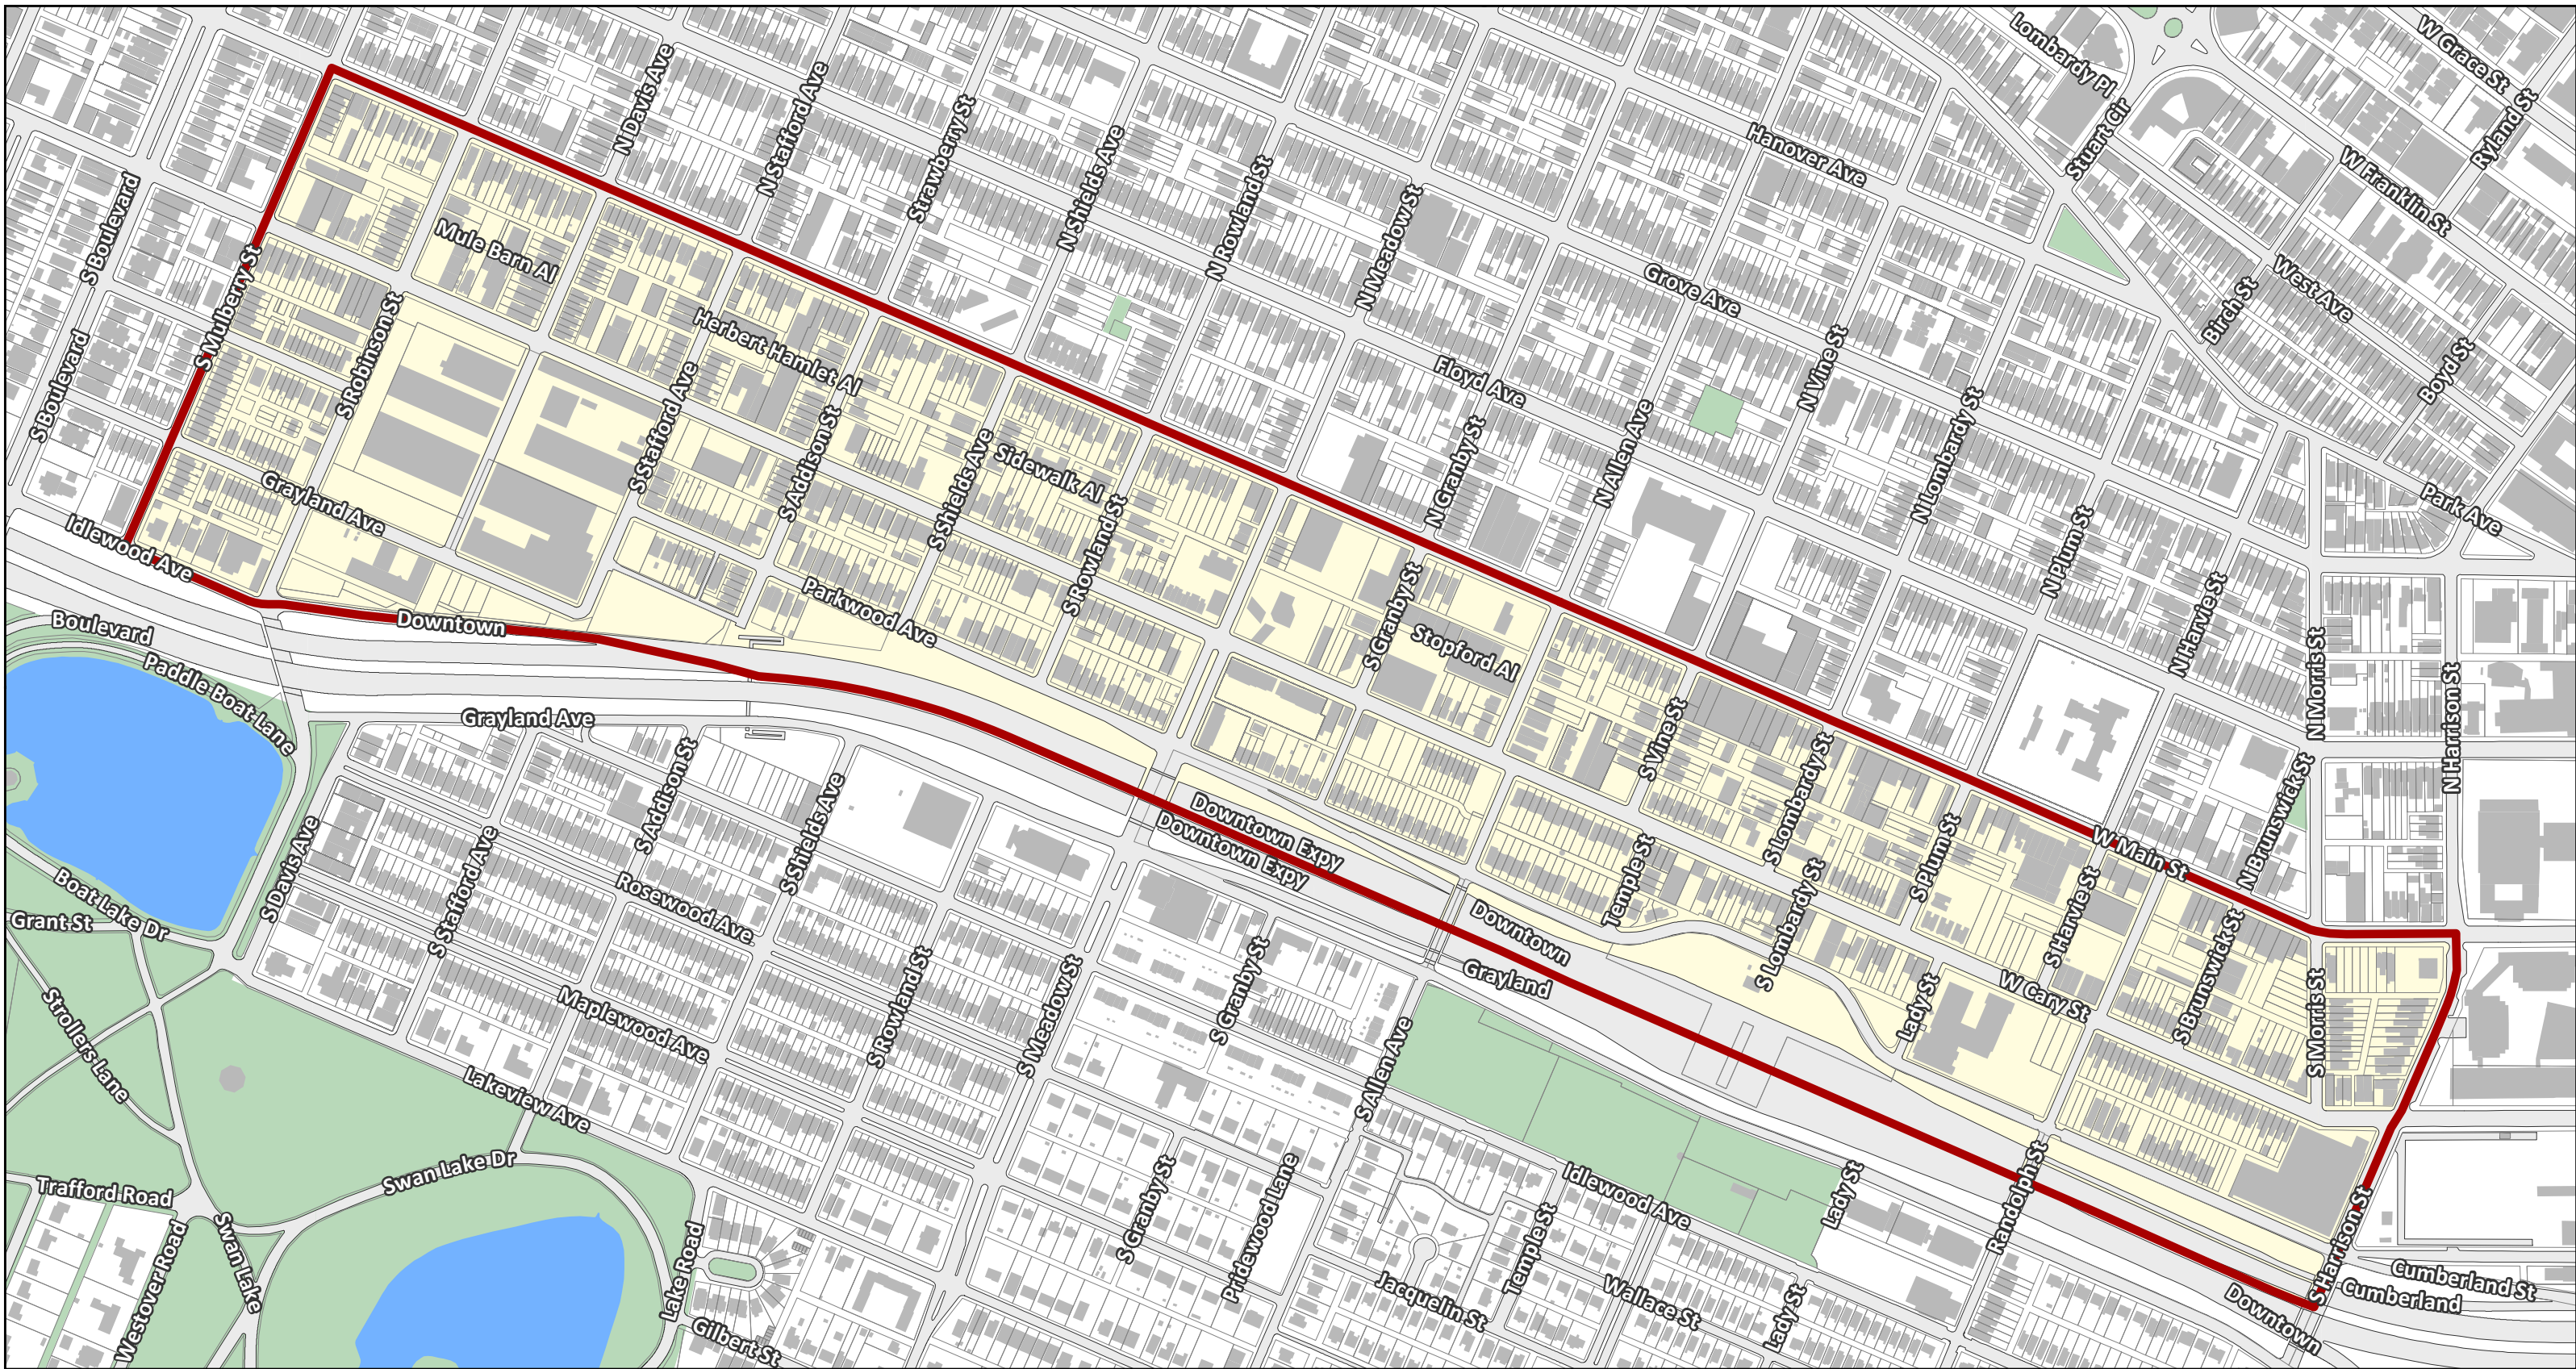 Lombardy Pl
W Grace St
N Davis Ave
N Stafford Ave
Strawberry St
N Shields Ave
N Rowland St
N Meadow St
Hanover Ave
Stuart Cir
Ryland St
W Franklin St
S Boulevard
Mule Barn Al
S Mulberry St
Grove Ave
West Ave
Birch St
S Robinson St
Herbert Hamlet Al
Floyd Ave
N Vine St
Boyd St
S Boulevard
S Stafford Ave
S Addison St
S Shields Ave
Sidewalk Al
N Granby St
N Allen Ave
N Lombardy St
Park Ave
Grayland Ave
Idlewood Ave
S Rowland St
N Plum St
N Harvie St
Boulevard
Downtown
Parkwood Ave
S Granby St
Stopford Al
N Morris St
N Harrison St
Paddle Boat Lane
Grayland Ave
S Vine St
S Lombardy St
N Brunswick St
S Addison St
S Shields Ave
Downtown Expy
Downtown Expy
S Plum St
W Main St
S Davis Ave
S Stafford Ave
Boat Lake Dr
Grant St
Rosewood Ave
Temple St
S Lombardy St
Downtown
Grayland
S Harvie St
S Brunswick St
W Cary St
Lady St
S Morris St
S Rowland St
S Meadow St
S Granby St
Maplewood Ave
Strollers Lane
Lakeview Ave
S Allen Ave
Swan Lake Dr
Trafford Road
Westover Road
Swan Lake
Lake Road
Gilbert St
S Granby St
Pridewood Lane
Idlewood Ave
Temple St
Jacquelin St
Wallace St
Lady St
Lady St
Randolph St
S Harrison St
Cumberland St
Cumberland
Downtown